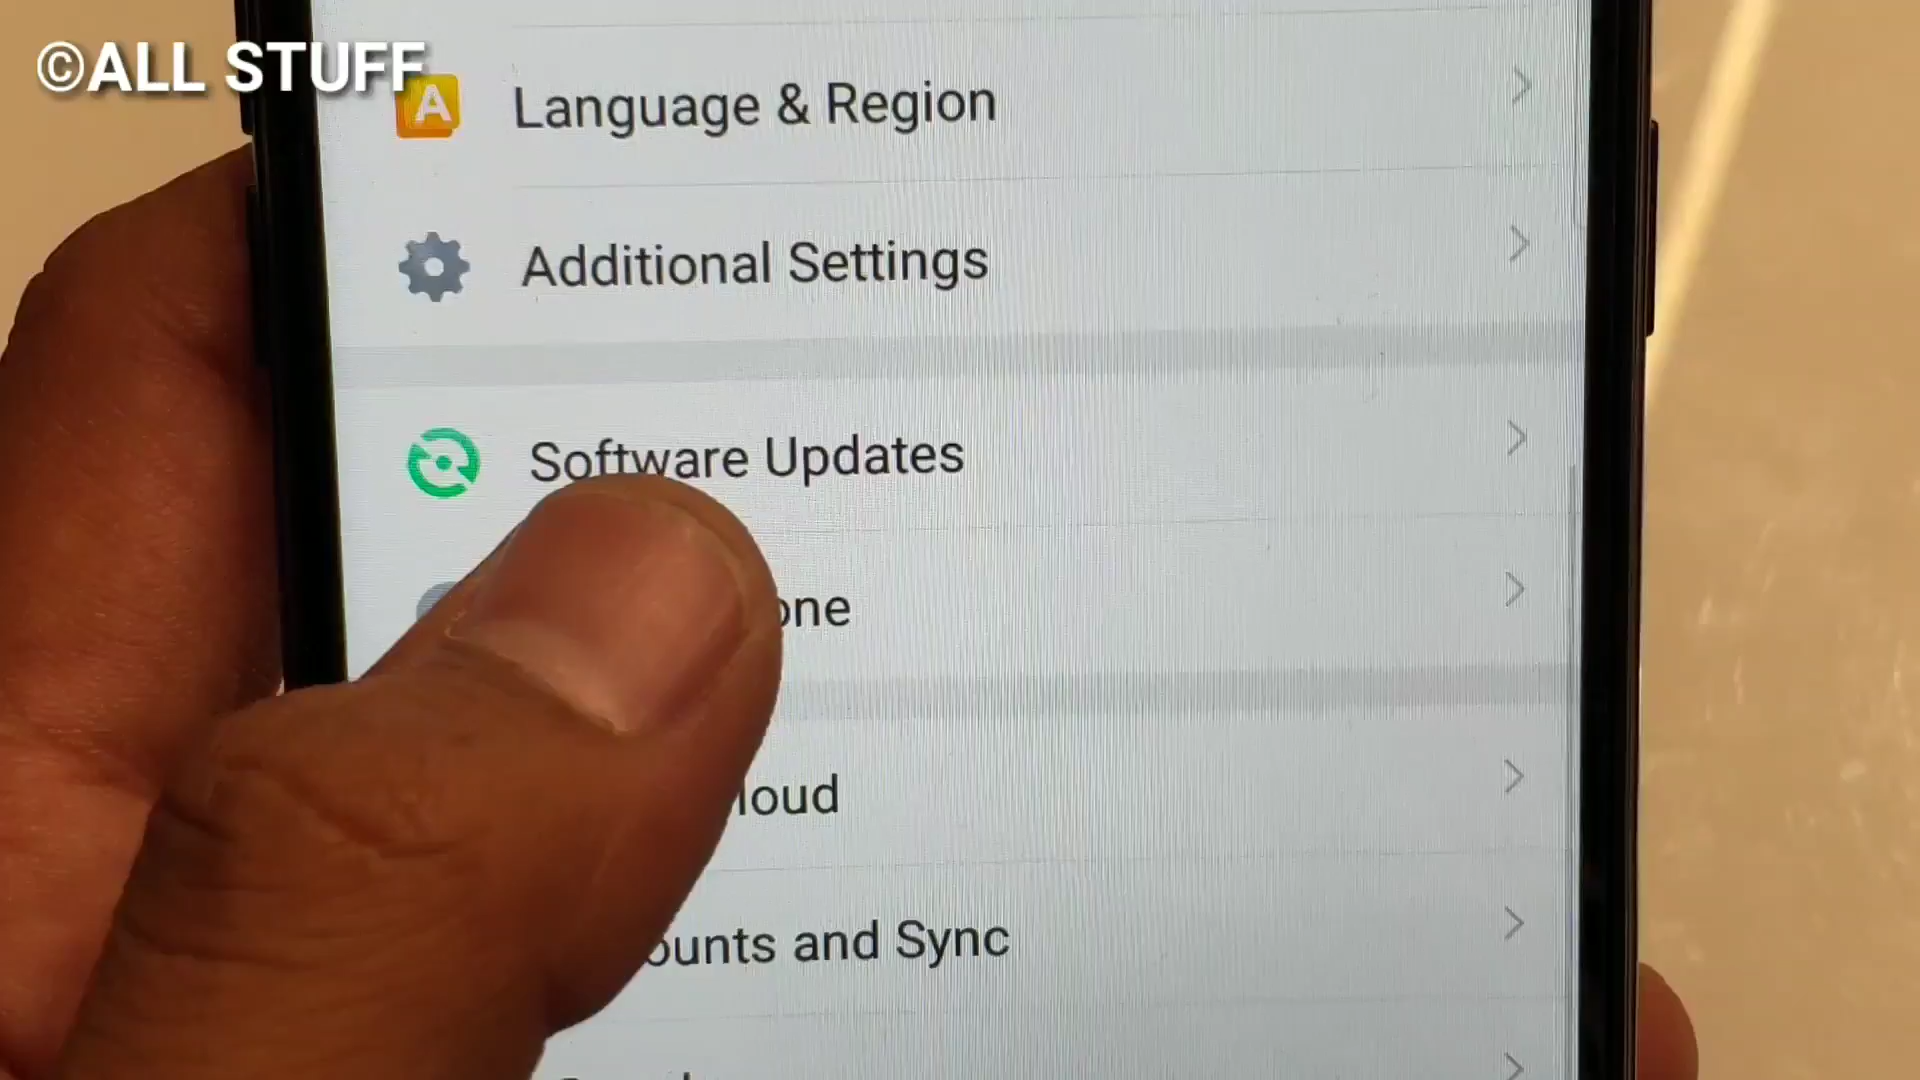 ©ALL STUFF
A
Language & Region
Additional Settings
Software Updates
one
loud
ounts and Sync